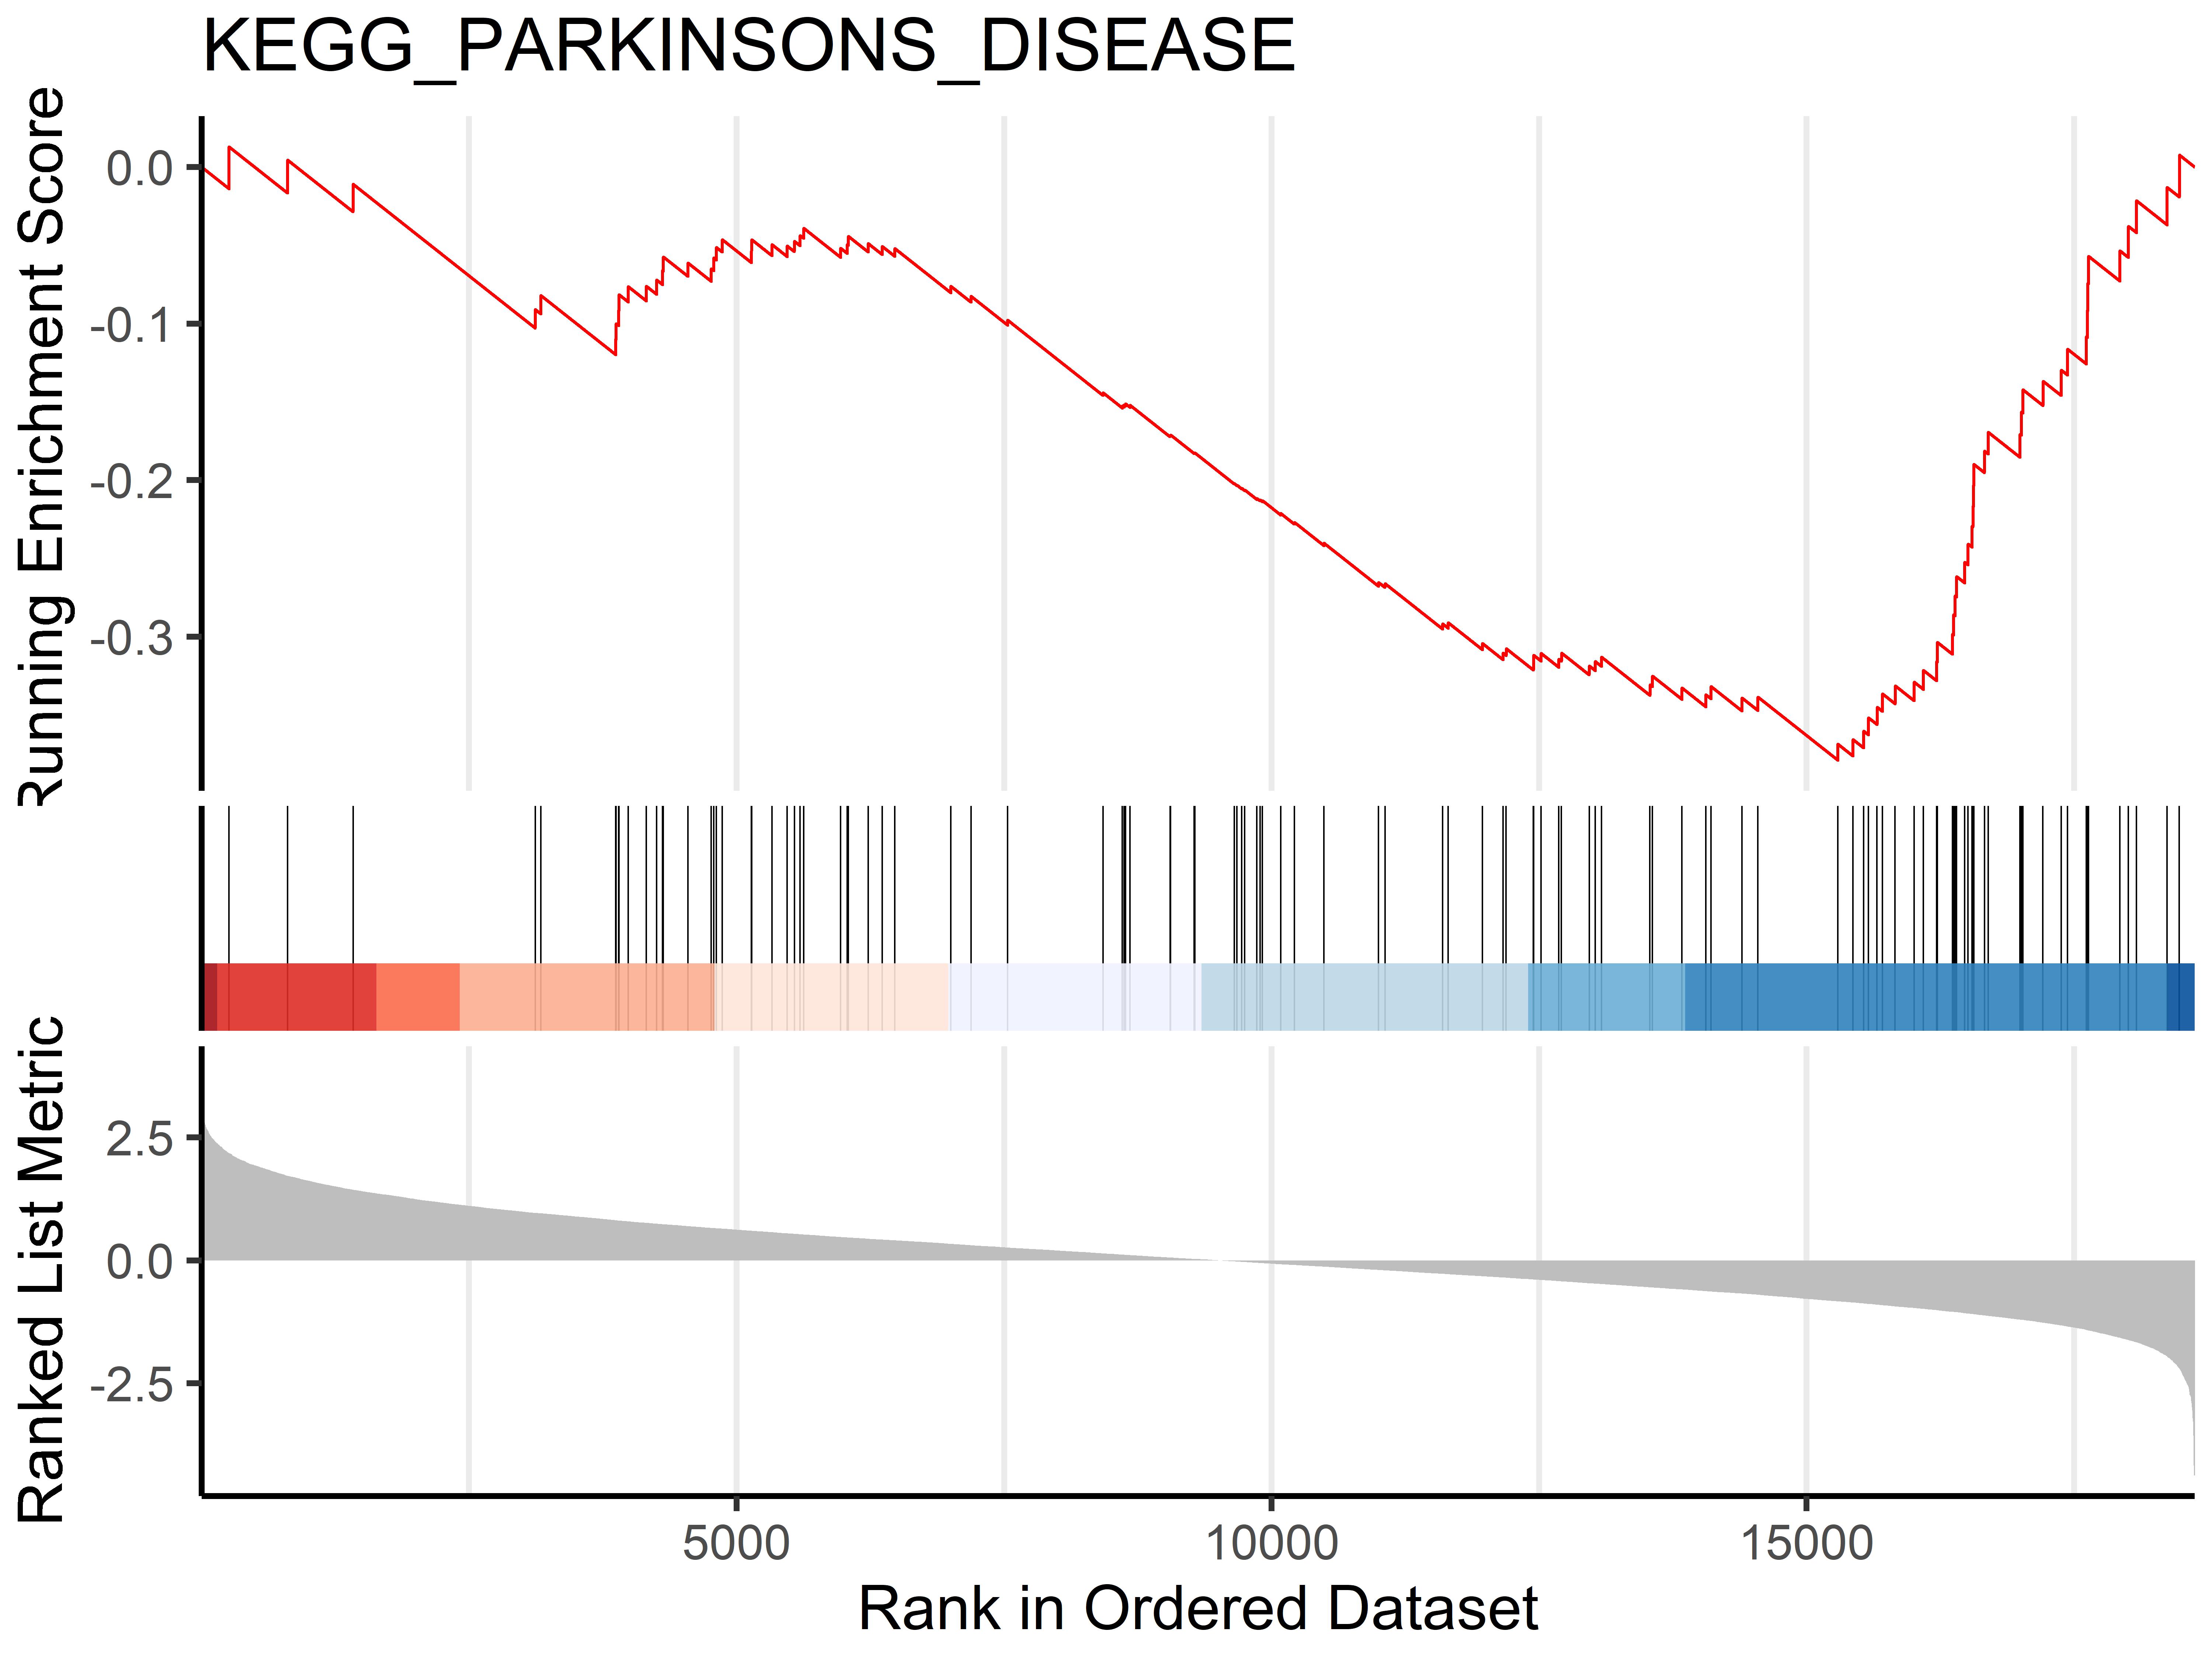 KEGG_PARKINSONS_DISEASE
Running Enrichment Score
0.0
-0.1
-0.2
-0.3
Ranked List Metric
2.5
0.0
-2.5
5000
10000
15000
Rank in Ordered Dataset